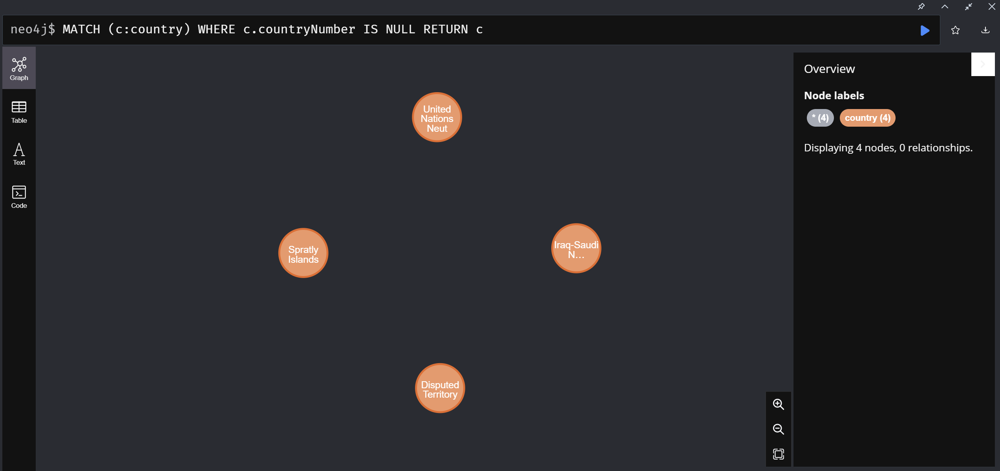 neo4j$ MATCH (c:country) WHERE c.countryNumber IS NULL RETURN c
Graph
Table
Text
Code
United
Nations
Neut
Spratly
Islands
Iraq-Saudi
N...
Disputed
Territory
Overview
Node labels
* (4) country (4)
Displaying 4 nodes, 0 relationships.